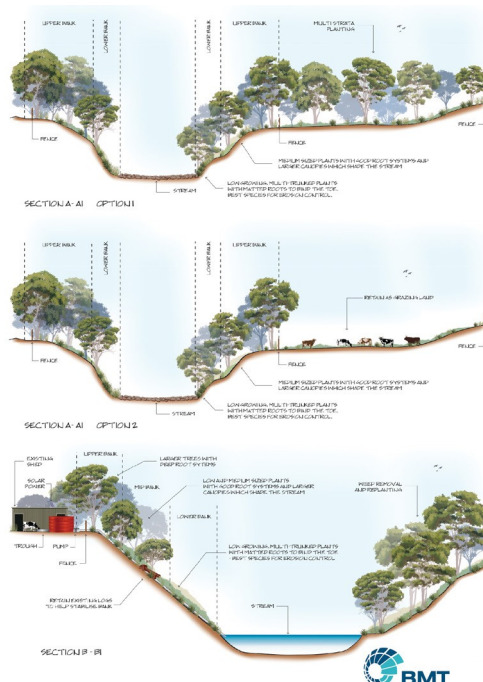 UPPER BANK
LOWER BANK
LOWER BANK
UPPER BANK
MULTI STRATA
PLANTING
FENCE
FENCE
FENCE
MEDIUM SIZED PLANTS WITH GOOD ROOT SYSTEMS AND
LARGER CANOPIES WHICH SHADE THE STREAM
STREAM
LOW GROWING, MULTI-TRUNKED PLANTS
WITH MATTED ROOTS TO BIND THE TOE.
BEST SPECIES FOR EROSION CONTROL.
SECTION A-A1 OPTION 1
UPPER BANK
LOWER BANK
LOWER BANK
UPPER BANK
RETAIN AS GRAZING LAND
FENCE
FENCE
FENCE
MEDIUM SIZED PLANTS WITH GOOD ROOT SYSTEMS AND
LARGER CANOPIES WHICH SHADE THE STREAM
STREAM
LOW GROWING, MULTI-TRUNKED PLANTS
WITH MATTED ROOTS TO BIND THE TOE.
BEST SPECIES FOR EROSION CONTROL.
SECTION A-A1 OPTION 2
EXISTING
SHED
SOLAR
POWER
UPPER BANK
LARGER TREES WITH
DEEP ROOT SYSTEMS
MID BANK
LOW AND MEDIUM SIZED PLANTS
WITH GOOD ROOT SYSTEMS AND LARGER
CANOPIES WHICH SHADE THE STREAM
WEED REMOVAL
AND REPLANTING
LOWER BANK
TROUGH
PUMP
FENCE
LOW GROWING, MULTI-TRUNKED PLANTS
WITH MATTED ROOTS TO BIND THE TOE
BEST SPECIES FOR EROSION CONTROL
RETAIN EXISTING LOGS
TO HELP STABILISE BANK
STREAM
SECTION B-B1
BMT